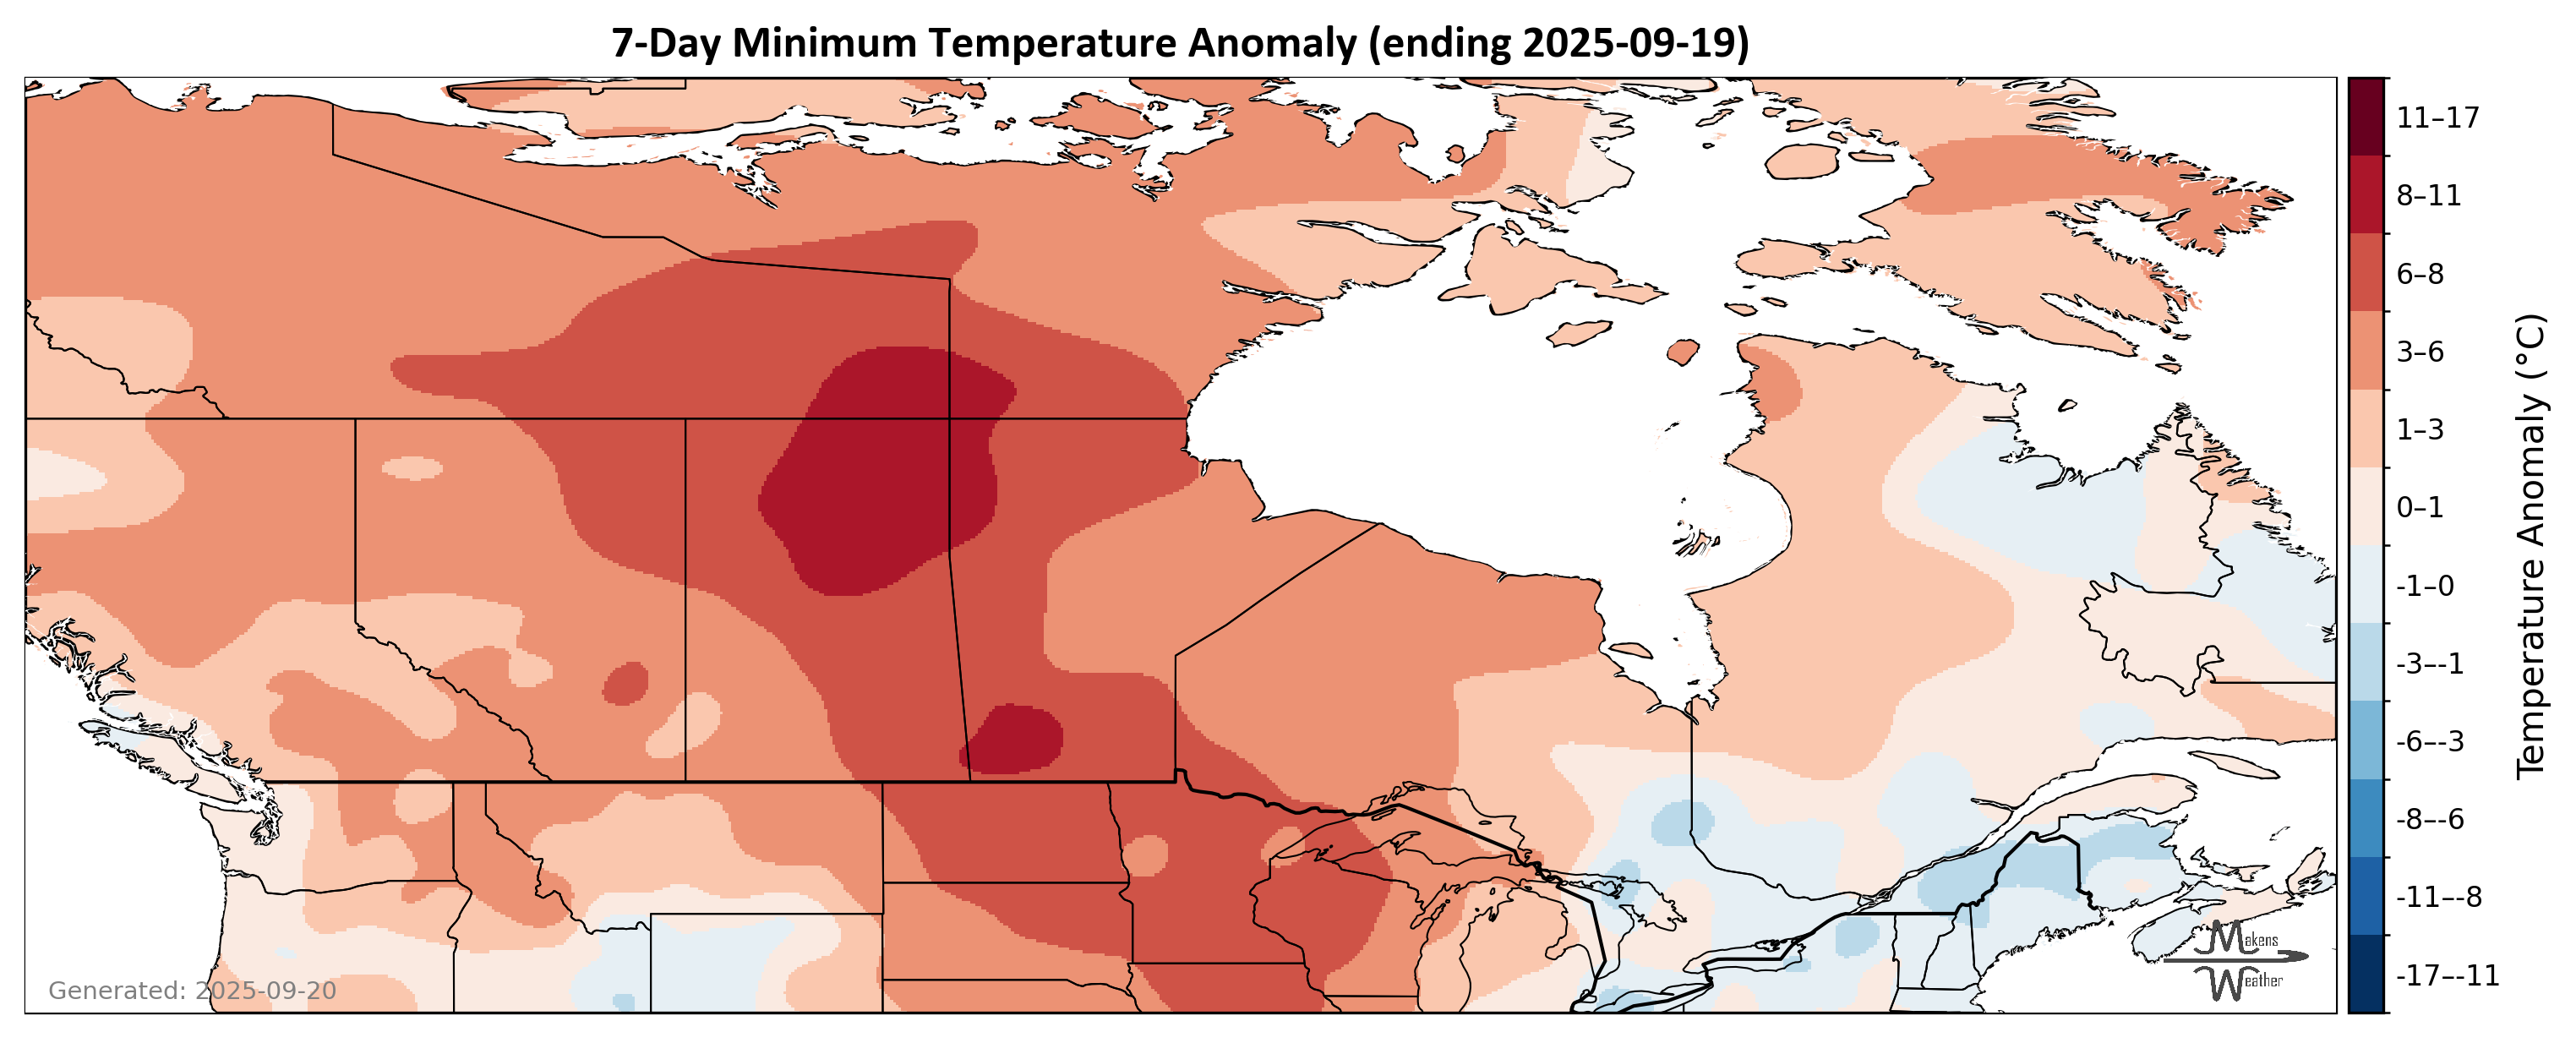 7-Day Minimum Temperature Anomaly (ending 2025-09-19)
11–17
8–11
6–8
3–6
1–3
0–1
-1–0
-3–-1
-6–-3
-8–-6
-11–-8
-17–-11
Temperature Anomaly (°C)
Generated: 2025-09-20
Makens
Weather